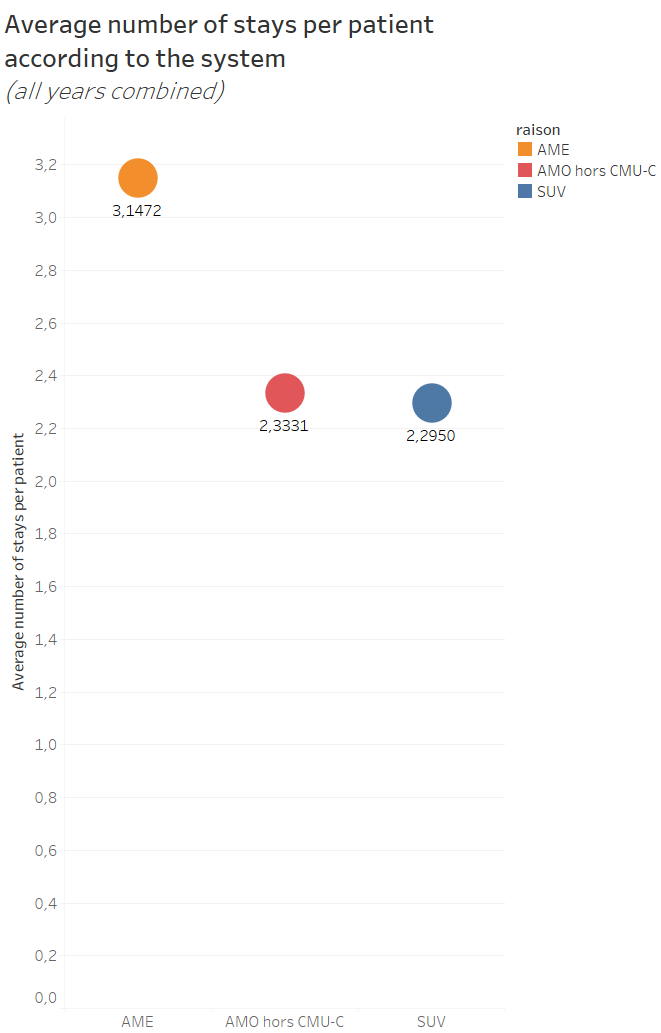 Average number of stays per patient
according to the system
(all years combined)
raison
AME
AMO hors CMU-C
SUV
Average number of stays per patient
3,2
3,0
2,8
2,6
2,4
2,2
2,0
1,8
1,6
1,4
1,2
1,0
0,8
0,6
0,4
0,2
0,0
3,1472
2,3331
2,2950
AME
AMO hors CMU-C
SUV